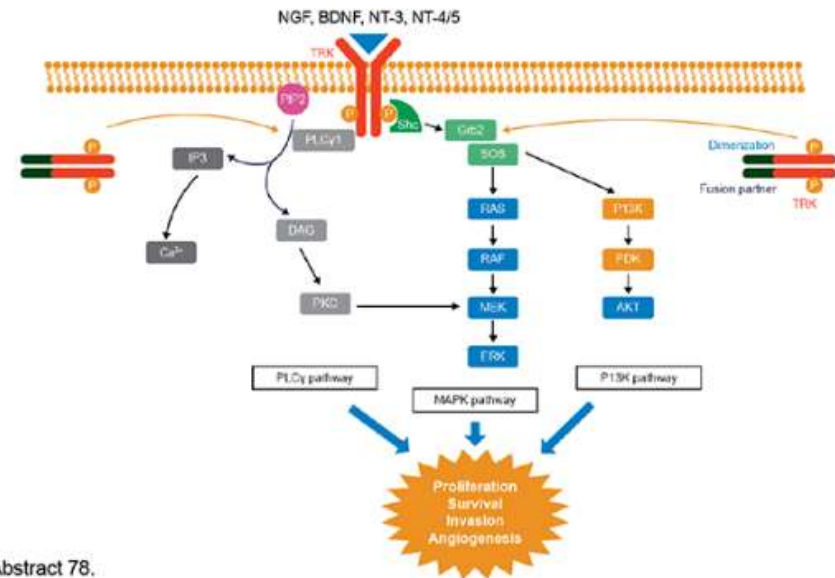 NGF, BDNF, NT-3, NT-4/5
TRK
PIP2
P
P
Shc
PLCγ1
Grb2
SOS
P
P
IP3
Dimerization
Fusion partner
P
P
TRK
DAG
RAS
P13K
Ca²⁺
RAF
PDK
PKC
MEK
AKT
ERK
PLCγ pathway
MAPK pathway
P13K pathway
Proliferation
Survival
Invasion
Angiogenesis
Abstract 78.